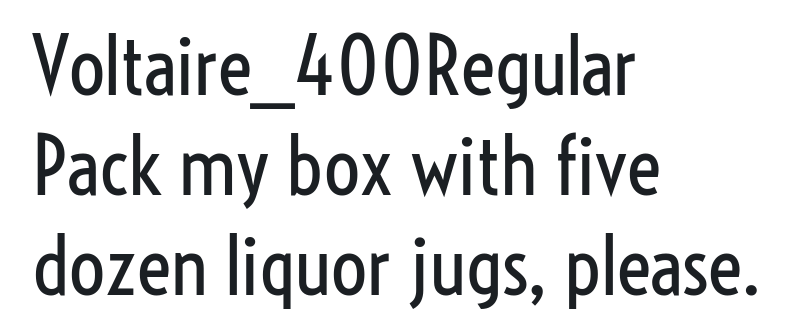 Voltaire_400Regular
Pack my box with five
dozen liquor jugs, please.